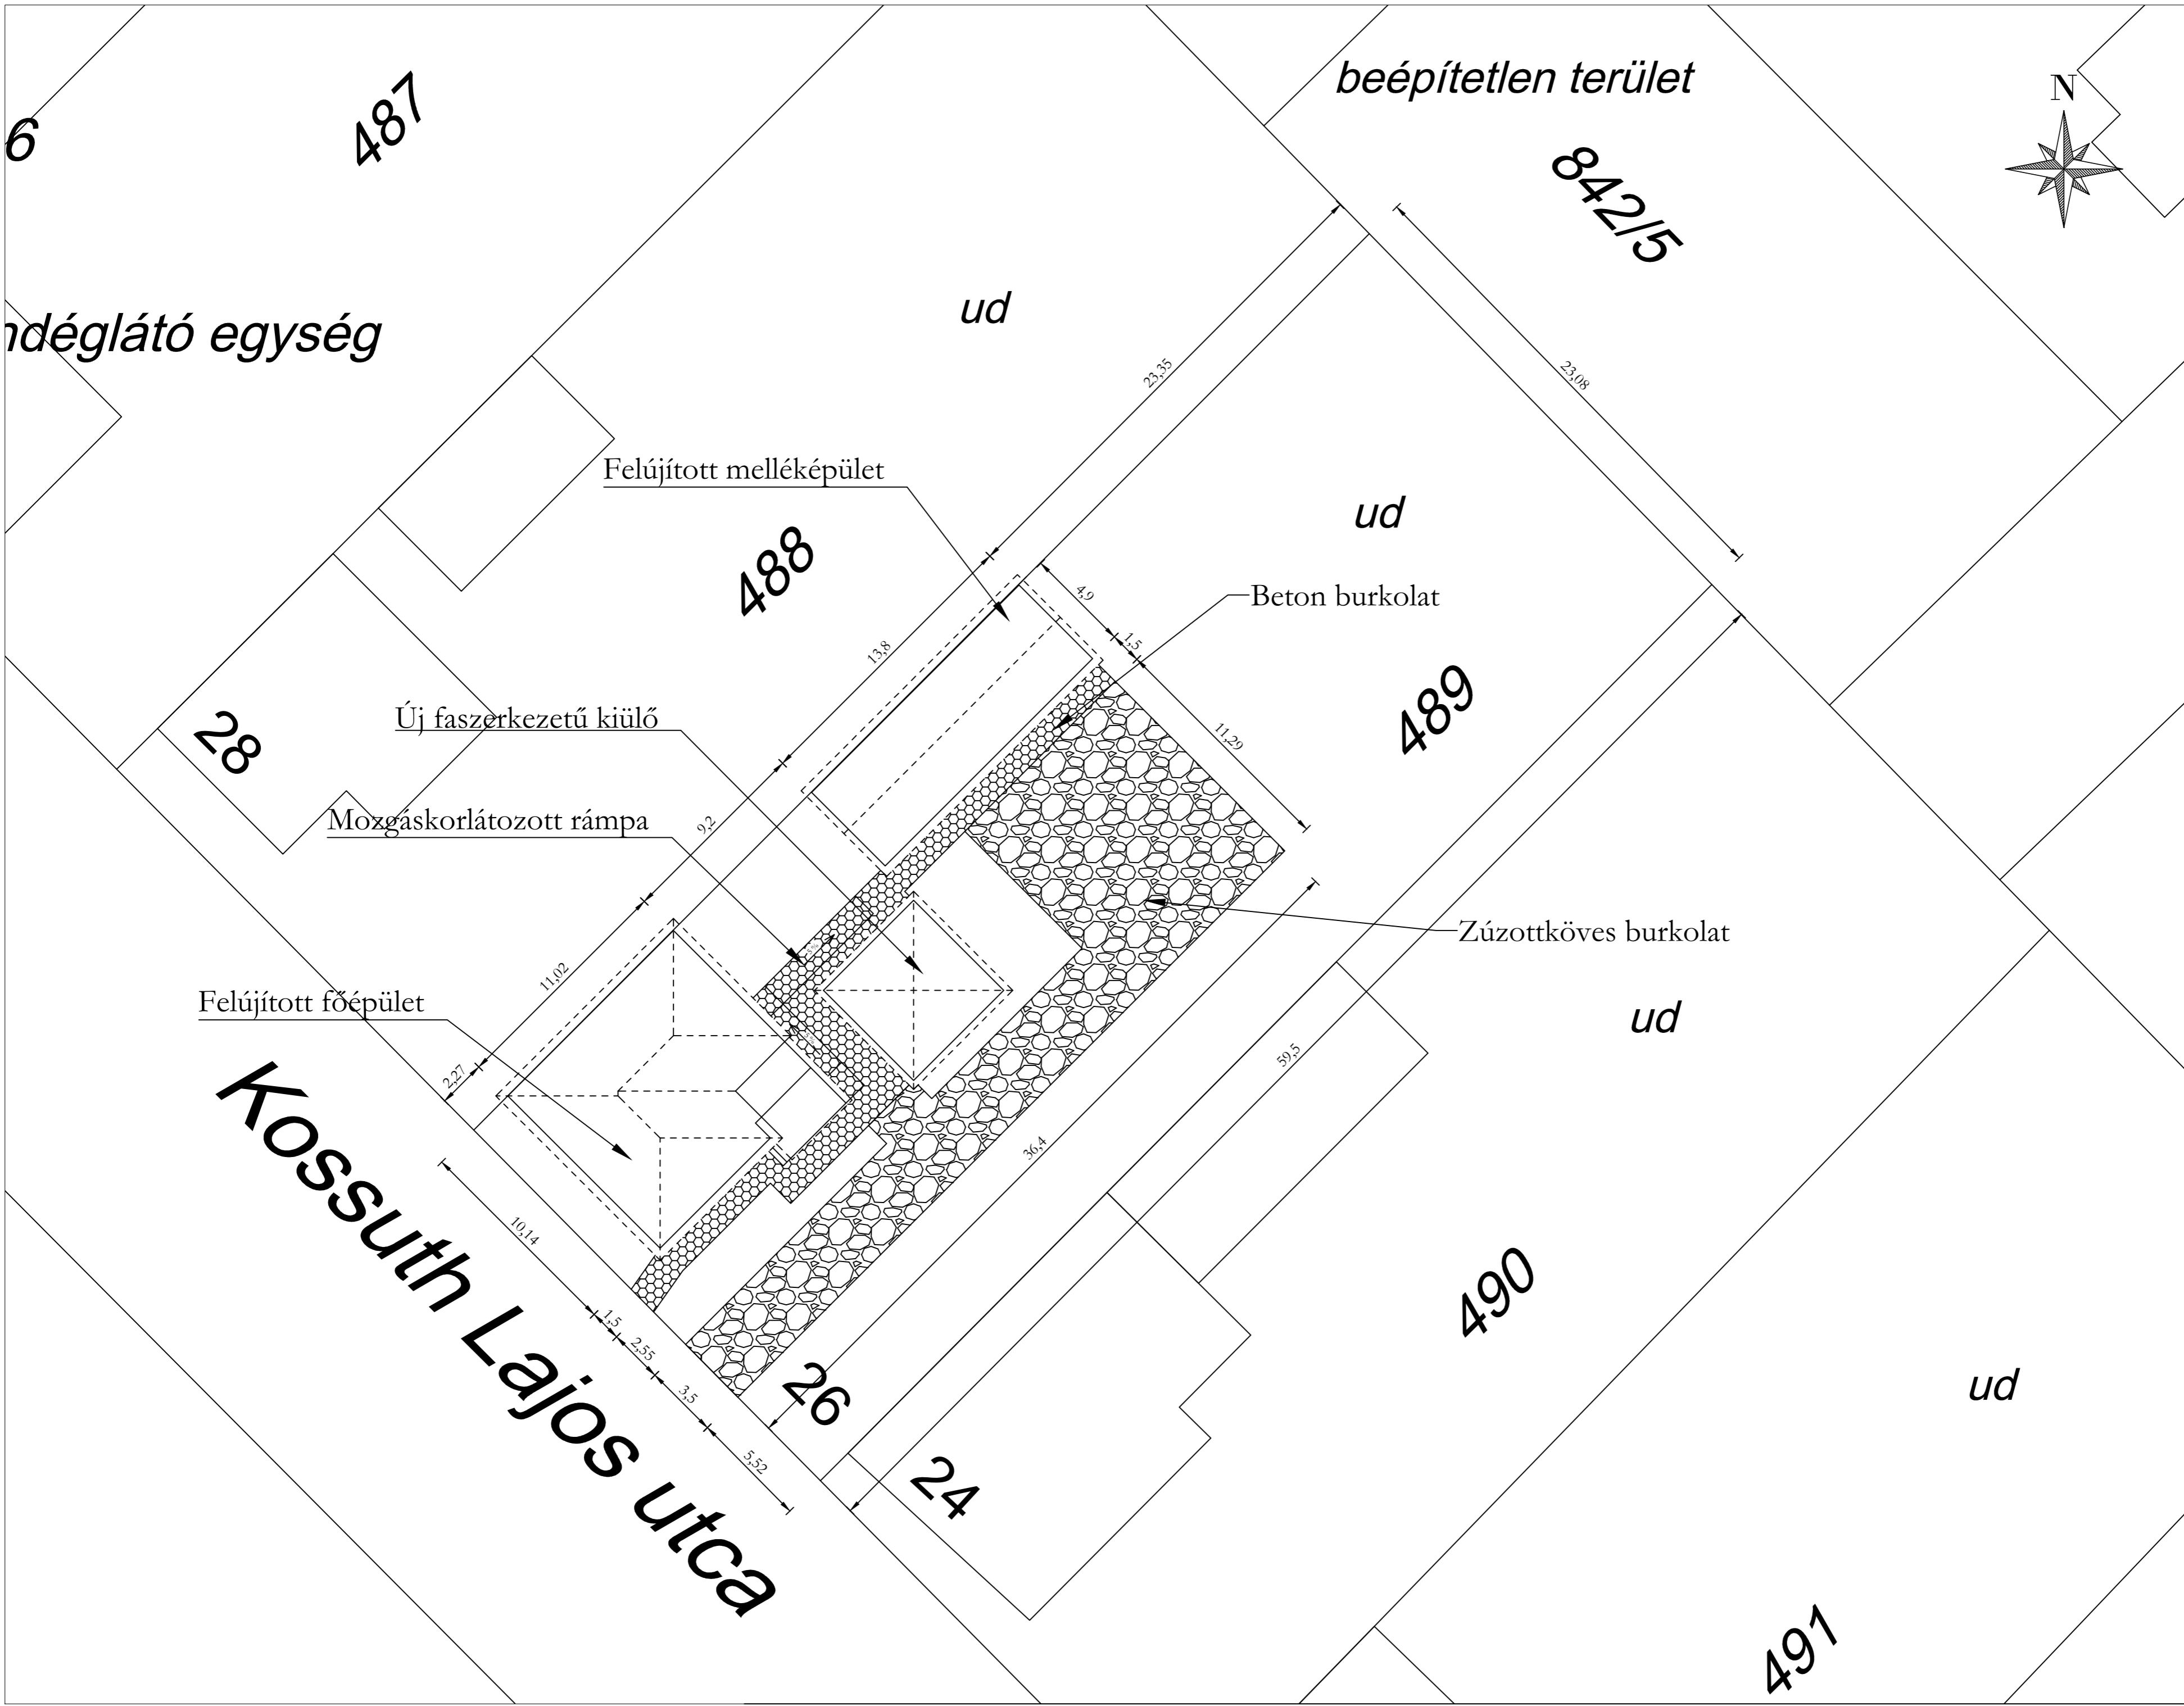 beépítetlen terület
N
487
6
842/5
ndéglátó egység
ud
23,35
23,08
Felújított melléképület
ud
488
4,9
Beton burkolat
1,5
13,8
489
Új faszerkezetű kiülő
28
11,29
Mozgáskorlátozott rámpa
9,2
Zúzottköves burkolat
11,02
Felújított főépület
ud
2,27
59,5
Kossuth Lajos utca
36,4
10,14
490
1,5
2,55
3,5
26
ud
5,52
24
491